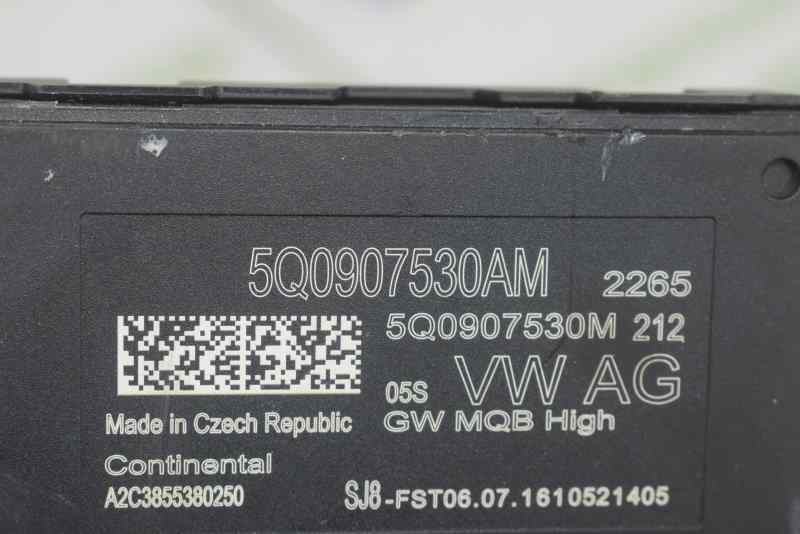 5Q0907530AM 2265
5Q0907530M 212
05S VW AG
Made in Czech Republic GW MQB High
Continental
A2C3855380250 SJ8-FST06.07.1610521405